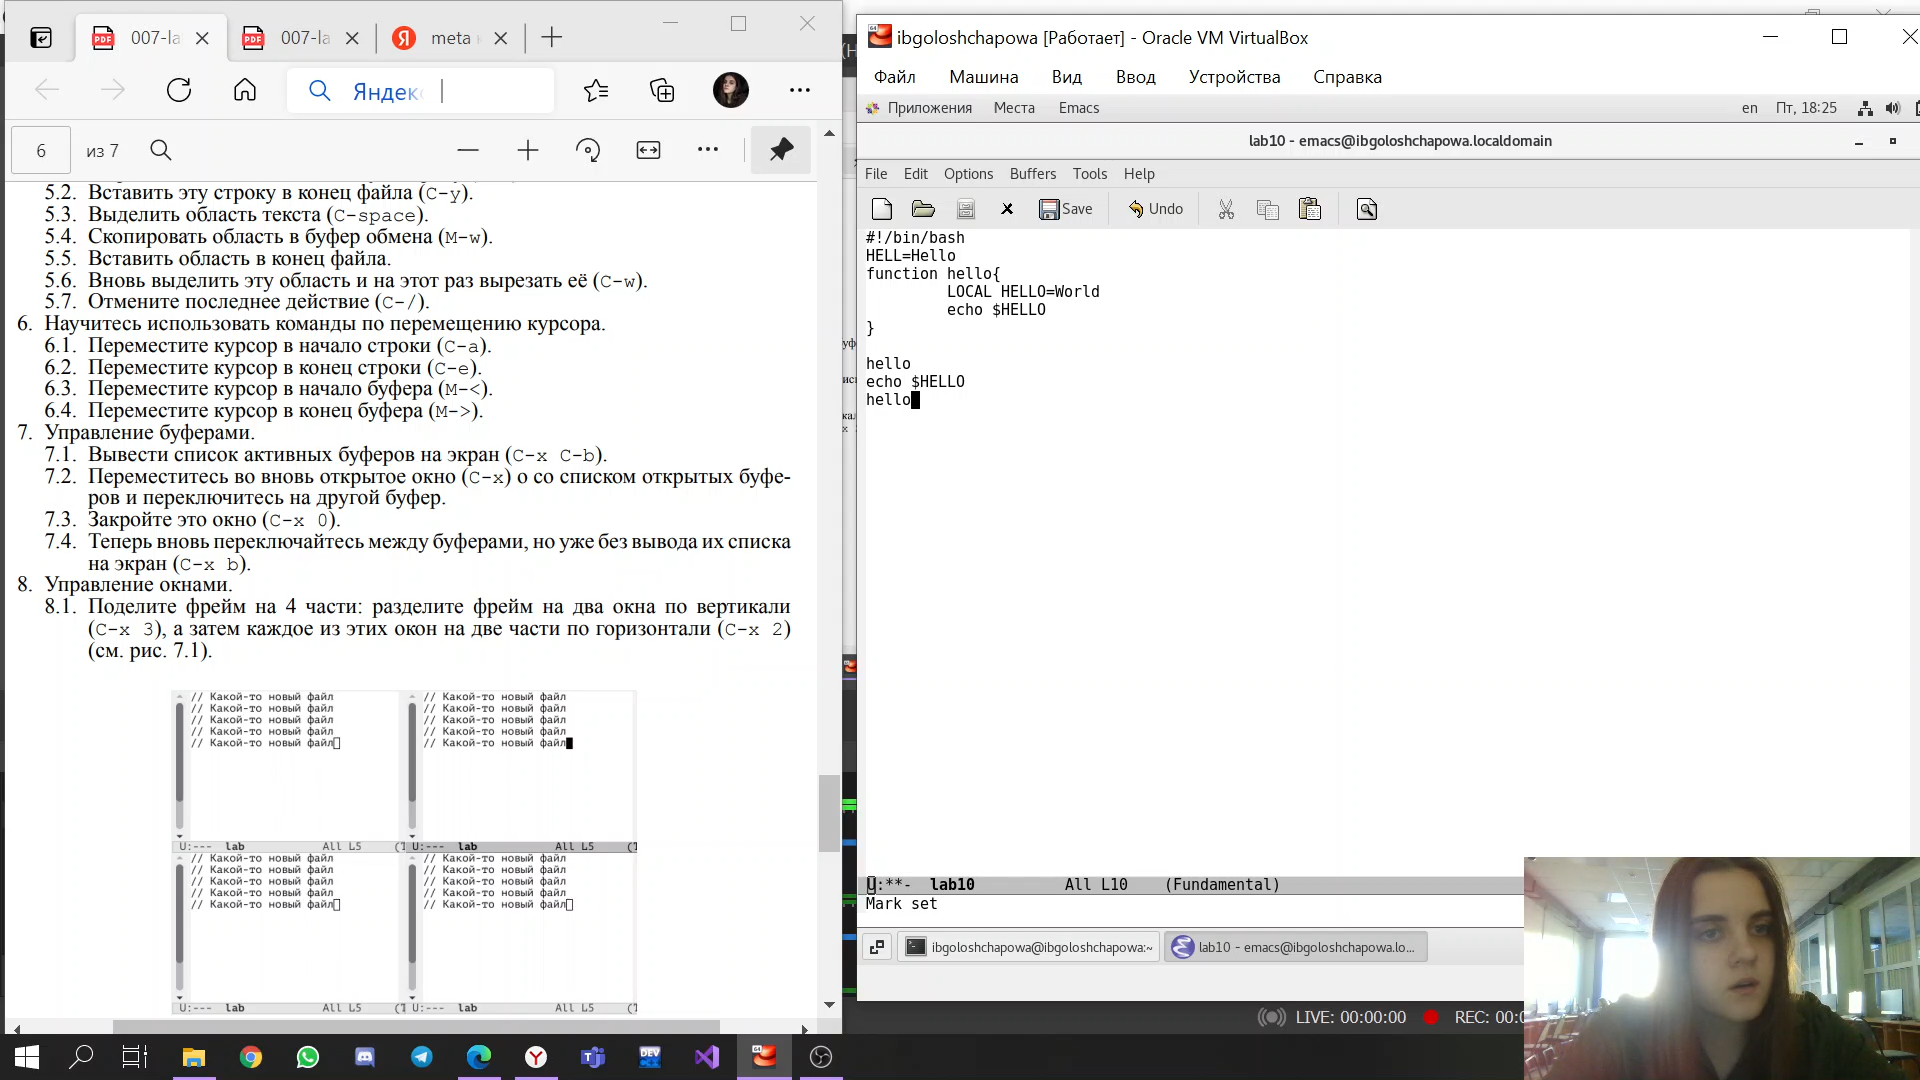 007-la
007-la
meta
Яндекс
6
из 7
5.2. Вставить эту строку в конец файла (C-y).
5.3. Выделить область текста (C-space).
5.4. Скопировать область в буфер обмена (M-w).
5.5. Вставить область в конец файла.
5.6. Вновь выделить эту область и на этот раз вырезать её (C-w).
5.7. Отмените последнее действие (C-/).
6. Научитесь использовать команды по перемещению курсора.
6.1. Переместите курсор в начало строки (C-a).
6.2. Переместите курсор в конец строки (C-e).
6.3. Переместите курсор в начало буфера (M-<).
6.4. Переместите курсор в конец буфера (M->).
7. Управление буферами.
7.1. Вывести список активных буферов на экран (C-x C-b).
7.2. Переместитесь во вновь открытое окно (C-x) o со списком открытых буфе-
ров и переключитесь на другой буфер.
7.3. Закройте это окно (C-x 0).
7.4. Теперь вновь переключайтесь между буферами, но уже без вывода их списка
на экран (C-x b).
8. Управление окнами.
8.1. Поделите фрейм на 4 части: разделите фрейм на два окна по вертикали
(C-x 3), а затем каждое из этих окон на две части по горизонтали (C-x 2)
(см. рис. 7.1).
// Какой-то новый файл // Какой-то новый файл
// Какой-то новый файл // Какой-то новый файл
// Какой-то новый файл // Какой-то новый файл
// Какой-то новый файл // Какой-то новый файл
// Какой-то новый файл // Какой-то новый файл
U:--- lab All L5 (1 U:--- lab All L5 (1
// Какой-то новый файл // Какой-то новый файл
// Какой-то новый файл // Какой-то новый файл
// Какой-то новый файл // Какой-то новый файл
// Какой-то новый файл // Какой-то новый файл
// Какой-то новый файл // Какой-то новый файл
U:--- lab All L5 (1 U:--- lab All L5 (1
ibgoloshchapowa [Работает] - Oracle VM VirtualBox
Файл Машина Вид Ввод Устройства Справка
Приложения Места Emacs en Пт, 18:25
lab10 - emacs@ibgoloshchapowa.localdomain
File Edit Options Buffers Tools Help
Save Undo
#!/bin/bash
HELL=Hello
function hello{
LOCAL HELLO=World
echo $HELLO
}
hello
echo $HELLO
hello
U:**- lab10 All L10 (Fundamental)
Mark set
ibgoloshchapowa@ibgoloshchapowa:~ lab10 - emacs@ibgoloshchapowa.lo...
LIVE: 00:00:00 REC: 00:0
DEV